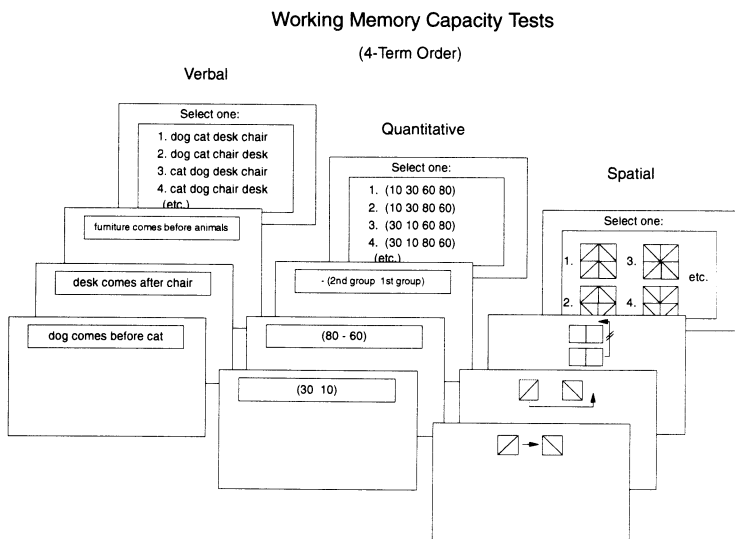 Working Memory Capacity Tests
(4-Term Order)
Verbal
Select one:
1. dog cat desk chair
2. dog cat chair desk
3. cat dog desk chair
4. cat dog chair desk
(etc.)
furniture comes before animals
desk comes after chair
dog comes before cat
Quantitative
Select one:
1. (10 30 60 80)
2. (10 30 80 60)
3. (30 10 60 80)
4. (30 10 80 60)
(etc.)
- (2nd group 1st group)
(80 - 60)
(30 10)
Spatial
Select one:
1. 3.
etc.
2. 4.